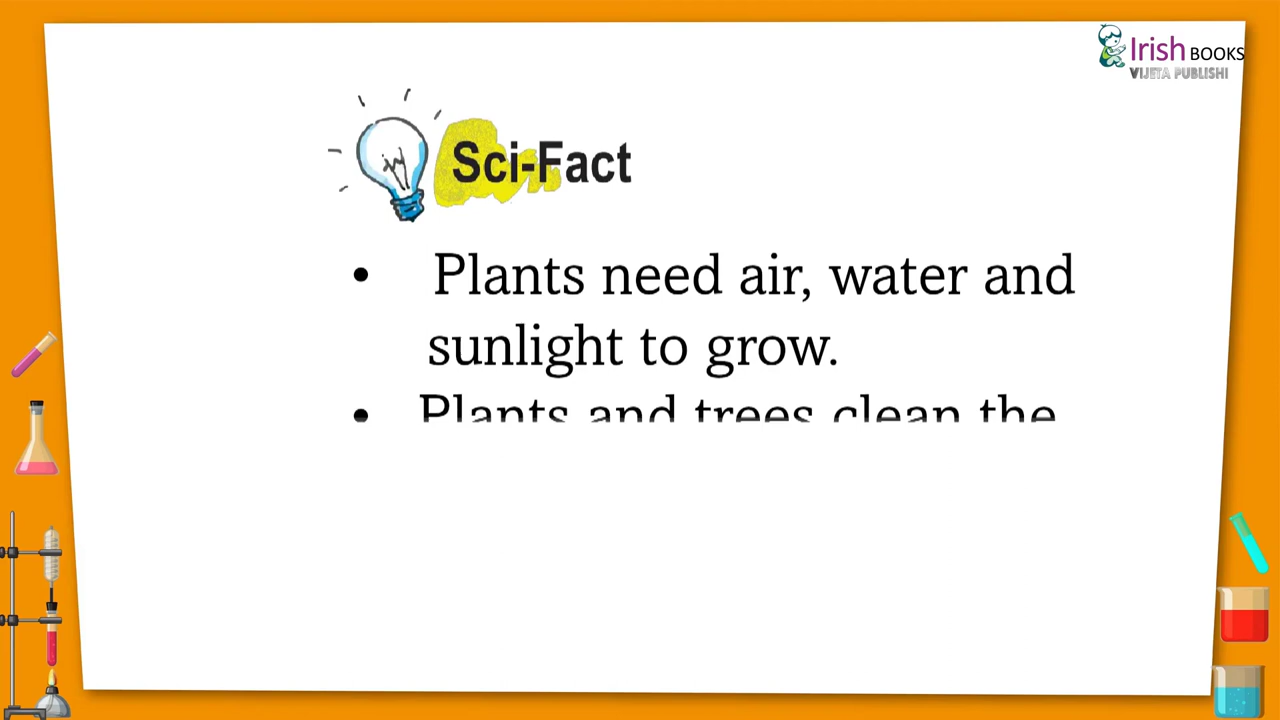 Irish BOOKS
VIJETA PUBLISHI
Sci-Fact
• Plants need air, water and
sunlight to grow.
• Plants and trees clean the